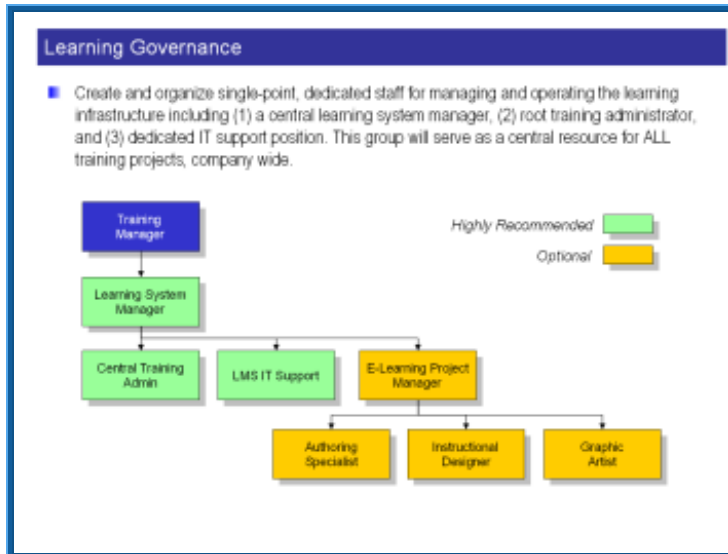 Learning Governance
Create and organize single-point, dedicated staff for managing and operating the learning
infrastructure including (1) a central learning system manager, (2) root training administrator,
and (3) dedicated IT support position. This group will serve as a central resource for ALL
training projects, company wide.
Training
Manager
Highly Recommended
Optional
Learning System
Manager
Central Training
Admin
LMS IT Support
E-Learning Project
Manager
Authoring
Specialist
Instructional
Designer
Graphic
Artist